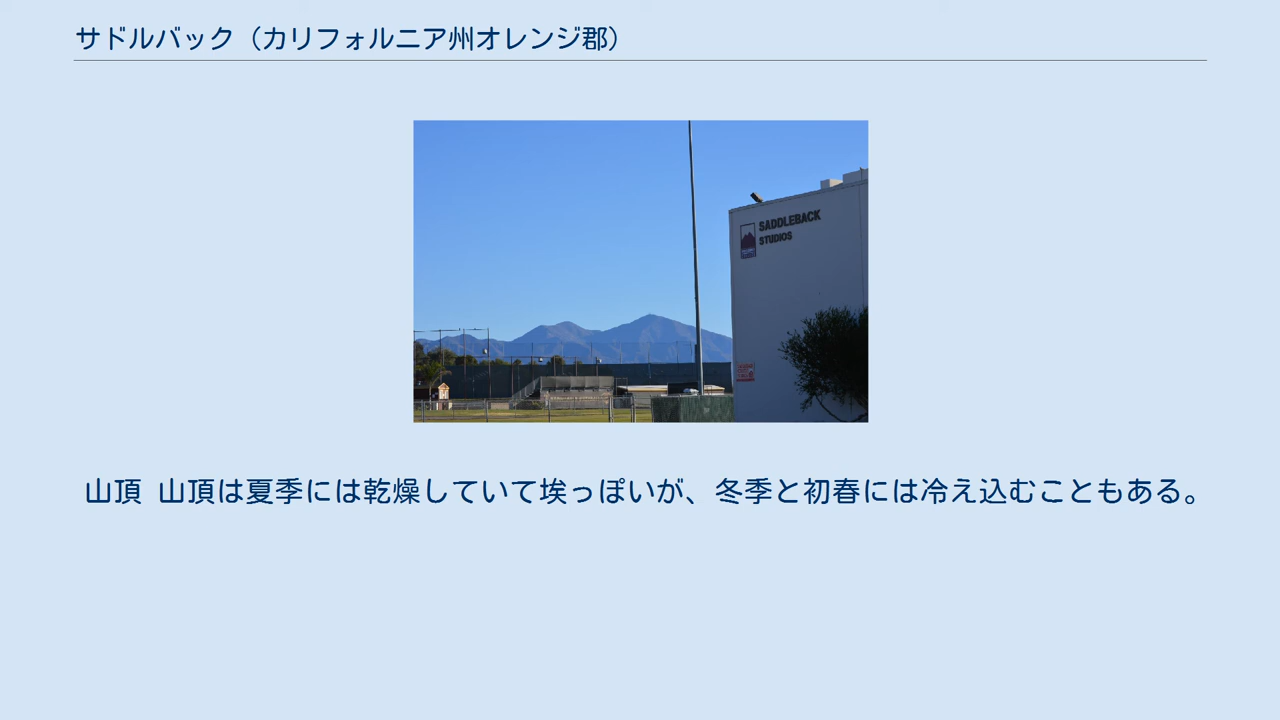 サドルバック（カリフォルニア州オレンジ郡）
SADDLEBACK
STUDIOS
山頂 山頂は夏季には乾燥していて埃っぽいが、冬季と初春には冷え込むこともある。